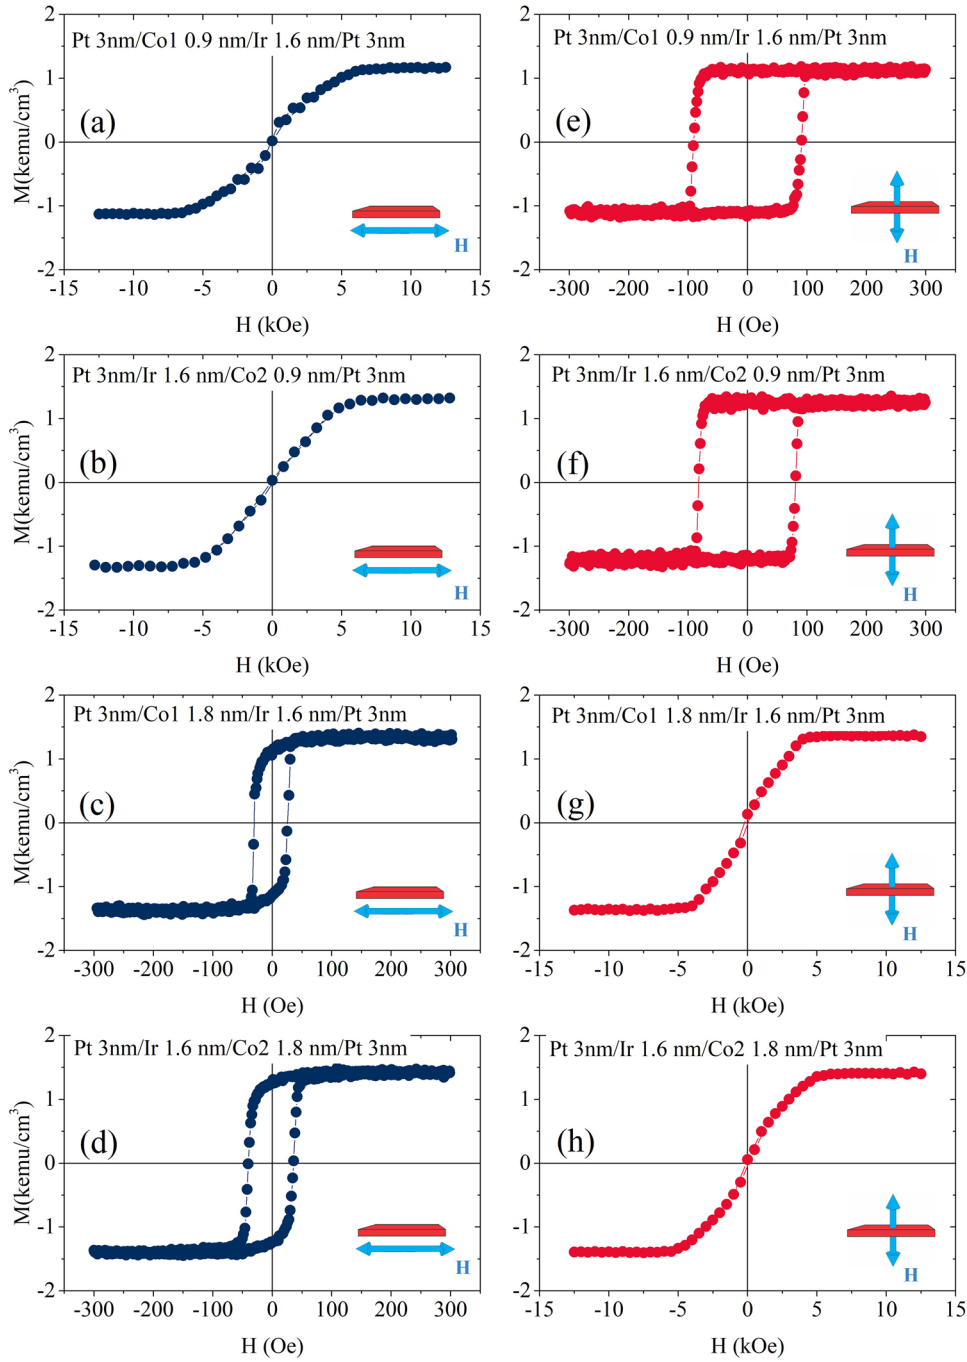 Pt 3nm/Co1 0.9 nm/Ir 1.6 nm/Pt 3nm
(a)
M(kemu/cm³)
2
1
0
-1
-2
-15 -10 -5 0 5 10 15
H (kOe)
H
Pt 3nm/Co1 0.9 nm/Ir 1.6 nm/Pt 3nm
(e)
2
1
0
-1
-2
-300 -200 -100 0 100 200 300
H (Oe)
H
Pt 3nm/Ir 1.6 nm/Co2 0.9 nm/Pt 3nm
(b)
M(kemu/cm³)
2
1
0
-1
-2
-15 -10 -5 0 5 10 15
H (kOe)
H
Pt 3nm/Ir 1.6 nm/Co2 0.9 nm/Pt 3nm
(f)
2
1
0
-1
-2
-300 -200 -100 0 100 200 300
H (Oe)
H
Pt 3nm/Co1 1.8 nm/Ir 1.6 nm/Pt 3nm
(c)
M(kemu/cm³)
2
1
0
-1
-2
-300 -200 -100 0 100 200 300
H (Oe)
H
Pt 3nm/Co1 1.8 nm/Ir 1.6 nm/Pt 3nm
(g)
2
1
0
-1
-2
-15 -10 -5 0 5 10 15
H (kOe)
H
Pt 3nm/Ir 1.6 nm/Co2 1.8 nm/Pt 3nm
(d)
M(kemu/cm³)
2
1
0
-1
-2
-300 -200 -100 0 100 200 300
H (Oe)
H
Pt 3nm/Ir 1.6 nm/Co2 1.8 nm/Pt 3nm
(h)
2
1
0
-1
-2
-15 -10 -5 0 5 10 15
H (kOe)
H